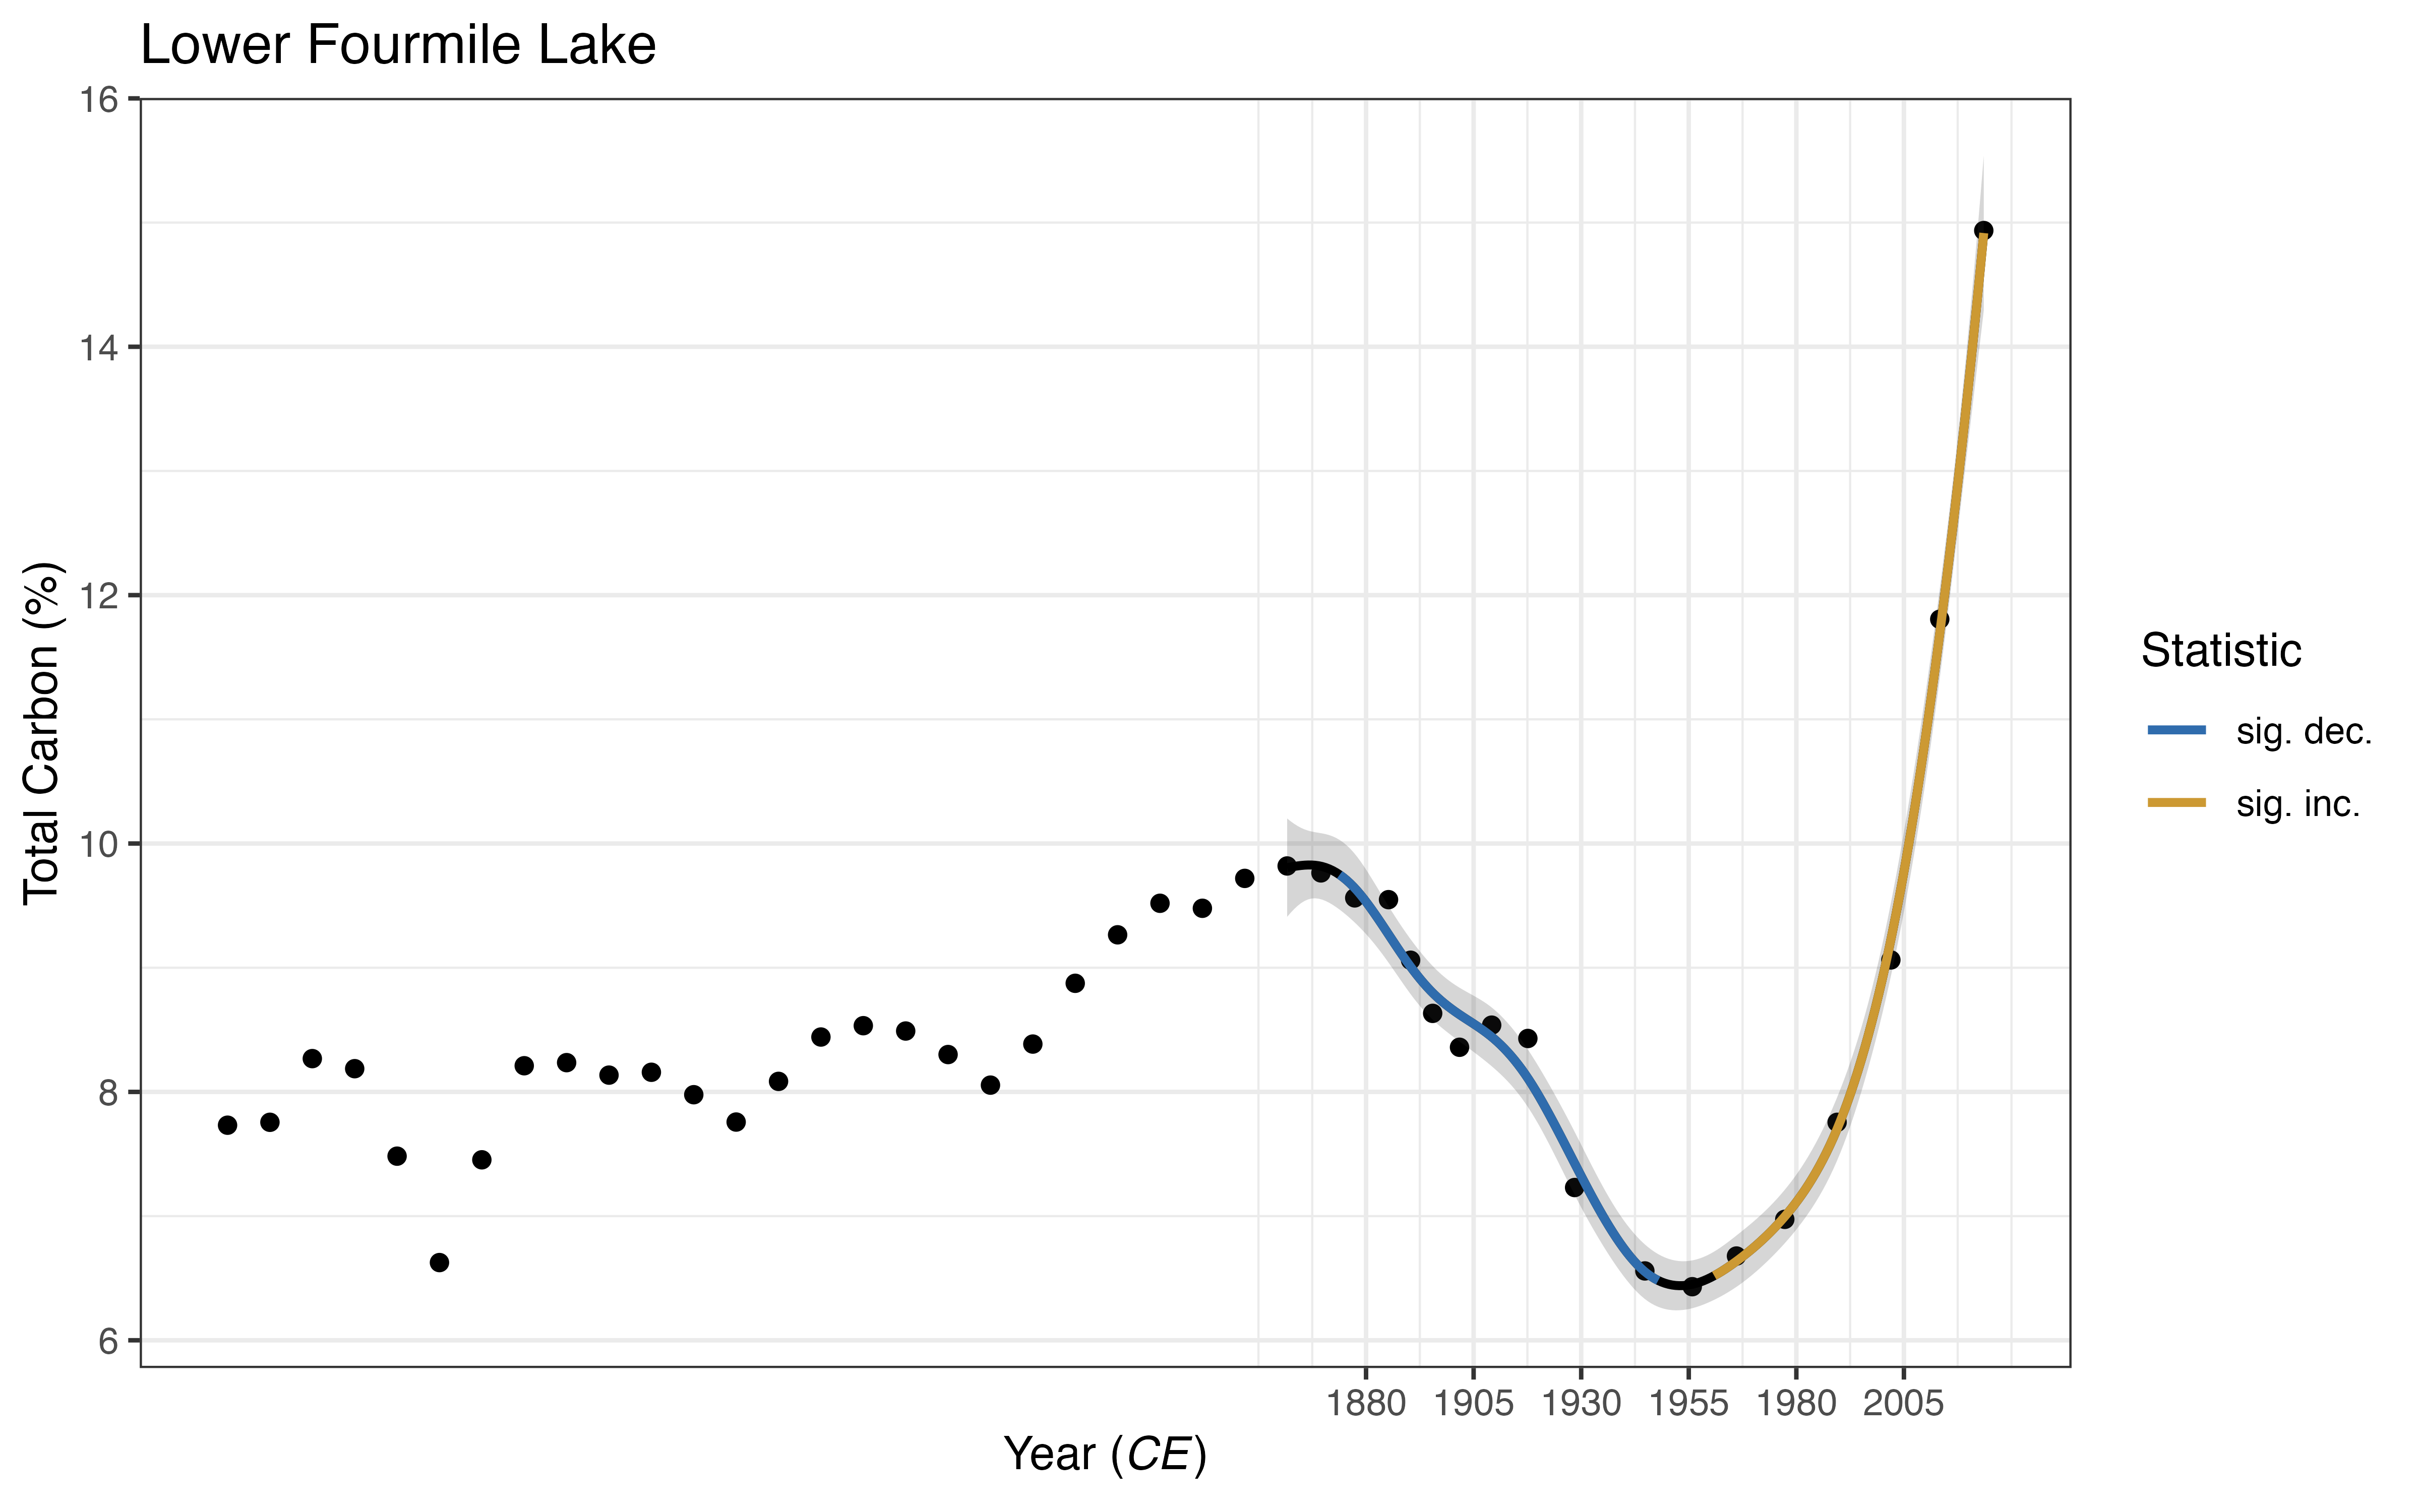 Lower Fourmile Lake
16
14
12
10
8
6
Total Carbon (%)
1880 1905 1930 1955 1980 2005
Year (CE)
Statistic
sig. dec.
sig. inc.